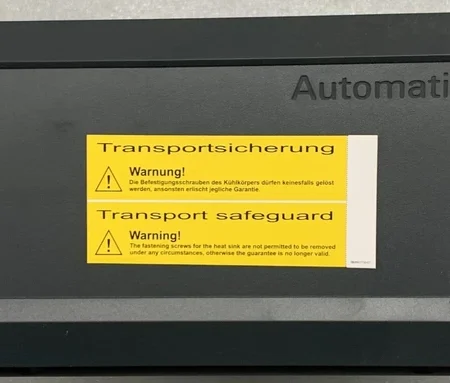 Automati
Transportsicherung
Warnung!
Die Befestigungsschrauben des Kühlkörpers dürfen keinesfalls gelöst
werden, ansonsten erlischt jegliche Garantie.
Transport safeguard
Warning!
The fastening screws for the heat sink are not permitted to be removed
under any circumstances, otherwise the guarantee is no longer valid.